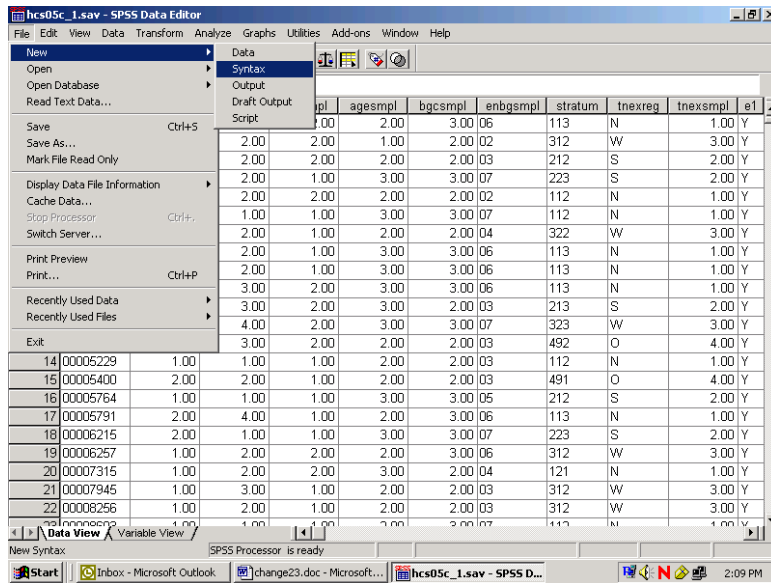 hcs05c_1.sav - SPSS Data Editor
File Edit View Data Transform Analyze Graphs Utilities Add-ons Window Help
New
Open
Open Database
Read Text Data...
Save Ctrl+S
Save As...
Mark File Read Only
Display Data File Information
Cache Data...
Stop Processor Ctrl+.
Switch Server...
Print Preview
Print... Ctrl+P
Recently Used Data
Recently Used Files
Exit
Data
Syntax
Output
Draft Output
Script
agesmpl bgcsmpl enbgsmpl stratum tnexreg tnexsmpl e1
.00 2.00 3.00 06 113 N 1.00 Y
2.00 2.00 1.00 2.00 02 312 W 3.00 Y
2.00 2.00 2.00 2.00 03 212 S 2.00 Y
2.00 1.00 3.00 3.00 07 223 S 2.00 Y
2.00 2.00 2.00 2.00 02 112 N 1.00 Y
1.00 1.00 3.00 3.00 07 112 N 1.00 Y
2.00 1.00 2.00 2.00 04 322 W 3.00 Y
2.00 1.00 3.00 3.00 06 113 N 1.00 Y
2.00 1.00 3.00 3.00 06 113 N 1.00 Y
3.00 2.00 3.00 3.00 06 113 N 1.00 Y
3.00 2.00 3.00 2.00 03 213 S 2.00 Y
4.00 2.00 3.00 3.00 07 323 W 3.00 Y
3.00 2.00 2.00 2.00 03 492 O 4.00 Y
14 00005229 1.00 1.00 1.00 2.00 2.00 03 112 N 1.00 Y
15 00005400 2.00 2.00 1.00 2.00 2.00 03 491 O 4.00 Y
16 00005764 1.00 1.00 1.00 3.00 3.00 05 212 S 2.00 Y
17 00005791 2.00 4.00 1.00 2.00 3.00 06 113 N 1.00 Y
18 00006215 2.00 1.00 1.00 3.00 3.00 07 223 S 2.00 Y
19 00006257 1.00 2.00 2.00 2.00 3.00 06 312 W 3.00 Y
20 00007315 1.00 2.00 2.00 3.00 2.00 04 121 N 1.00 Y
21 00007945 1.00 3.00 1.00 2.00 2.00 03 312 W 3.00 Y
22 00008256 1.00 2.00 1.00 2.00 2.00 03 312 W 3.00 Y
Data View Variable View
New Syntax SPSS Processor is ready
Start Inbox - Microsoft Outlook change23.doc - Microsoft... hcs05c_1.sav - SPSS D... 2:09 PM